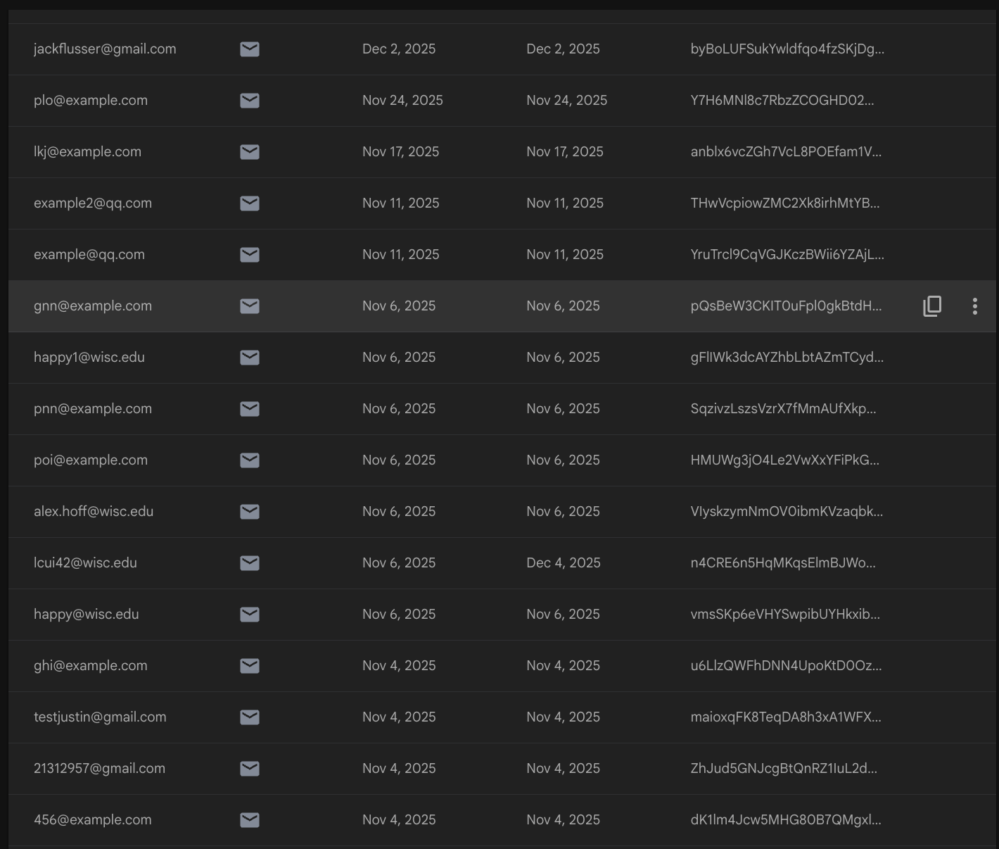 jackflusser@gmail.com Dec 2, 2025 Dec 2, 2025 byBoLUFSukYwldfqo4fzSKjDg...
plo@example.com Nov 24, 2025 Nov 24, 2025 Y7H6MNl8c7RbzZCOGHD02...
lkj@example.com Nov 17, 2025 Nov 17, 2025 anblx6vcZGh7VcL8POEfam1V...
example2@qq.com Nov 11, 2025 Nov 11, 2025 THwVcpiowZMC2Xk8irhMtYB...
example@qq.com Nov 11, 2025 Nov 11, 2025 YruTrcl9CqVGJKczBWii6YZAjL...
gnn@example.com Nov 6, 2025 Nov 6, 2025 pQsBeW3CKIT0uFpl0gkBtdH...
happy1@wisc.edu Nov 6, 2025 Nov 6, 2025 gFlIWk3dcAYZhbLbtAZmTCyd...
pnn@example.com Nov 6, 2025 Nov 6, 2025 SqzivzLszsVzrX7fMmAUfXkp...
poi@example.com Nov 6, 2025 Nov 6, 2025 HMUWg3jO4Le2VwXxYFiPkG...
alex.hoff@wisc.edu Nov 6, 2025 Nov 6, 2025 VIyskzymNmOV0ibmKVzaqbk...
lcui42@wisc.edu Nov 6, 2025 Dec 4, 2025 n4CRE6n5HqMKqsElmBJWo...
happy@wisc.edu Nov 6, 2025 Nov 6, 2025 vmsSKp6eVHYSwpibUYHkxib...
ghi@example.com Nov 4, 2025 Nov 4, 2025 u6LlzQWFhDNN4UpoKtD0Oz...
testjustin@gmail.com Nov 4, 2025 Nov 4, 2025 maioxqFK8TeqDA8h3xA1WFX...
21312957@gmail.com Nov 4, 2025 Nov 4, 2025 ZhJud5GNJcgBtQnRZ1IuL2d...
456@example.com Nov 4, 2025 Nov 4, 2025 dK1lm4Jcw5MHG80B7QMgxl...